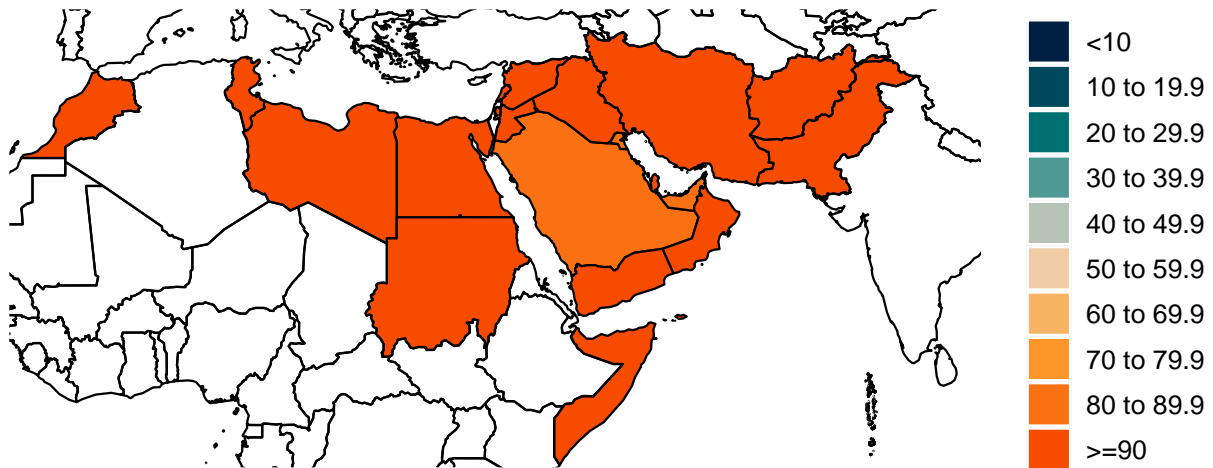 <10
10 to 19.9
20 to 29.9
30 to 39.9
40 to 49.9
50 to 59.9
60 to 69.9
70 to 79.9
80 to 89.9
>=90